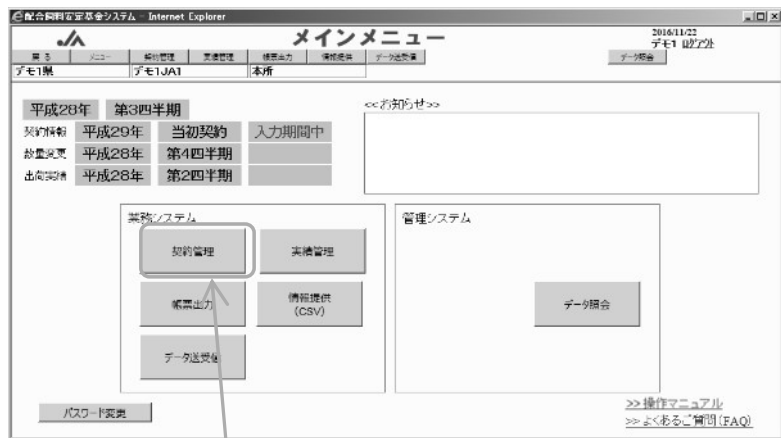 配合飼料安定基金システム - Internet Explorer
JA
メインメニュー
2016/11/22
デモ1 ログアウト
戻る メニュー 契約管理 実績管理 帳票出力 情報提供 データ送受信 データ照会
デモ1県 デモ1JA1 本所
平成28年 第3四半期
<<お知らせ>>
契約情報 平成29年 当初契約 入力期間中
数量変更 平成28年 第4四半期
出荷実績 平成28年 第2四半期
業務システム
管理システム
契約管理 実績管理
帳票出力 情報提供
(CSV)
データ照会
データ送受信
パスワード変更
>> 操作マニュアル
>> よくあるご質問(FAQ)